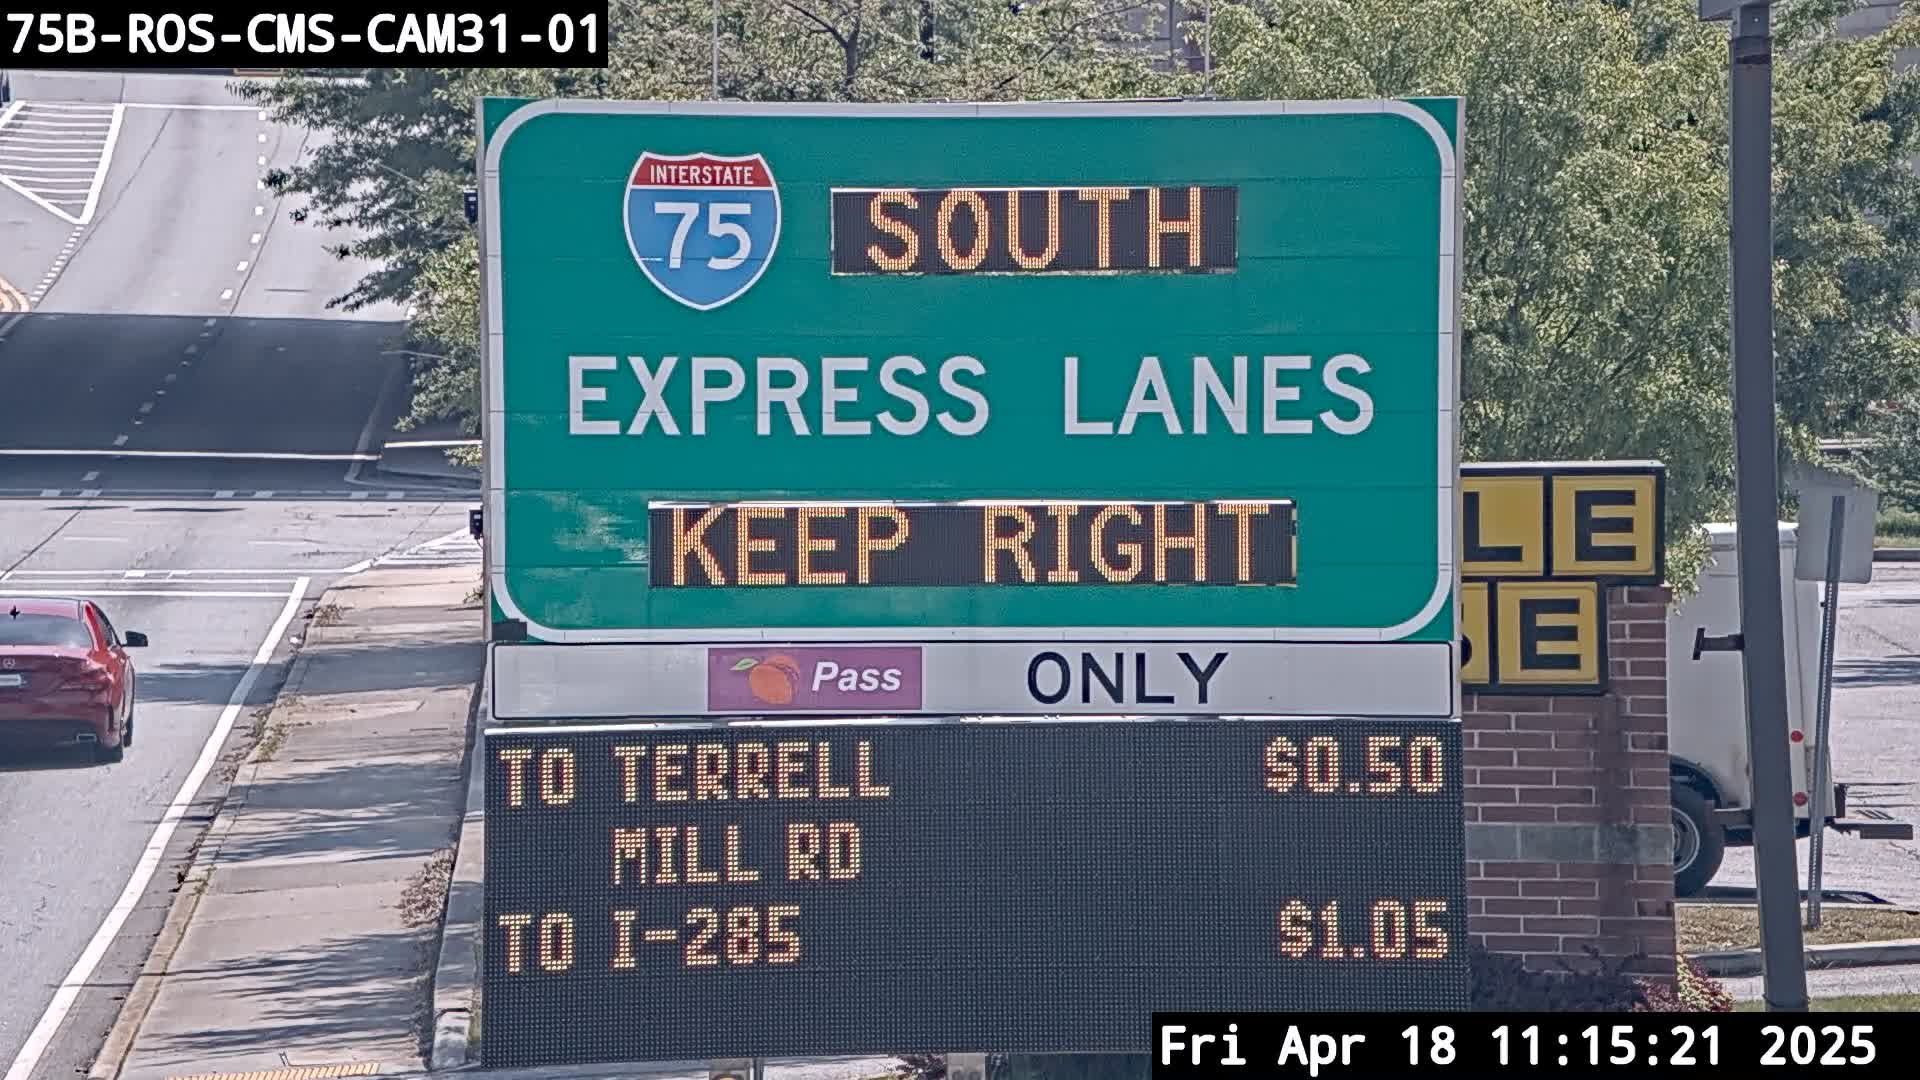 75B-ROS-CMS-CAM31-01
INTERSTATE
75
SOUTH
EXPRESS LANES
KEEP RIGHT
Pass ONLY
TO TERRELL $0.50
MILL RD
TO I-285 $1.05
LE
E
Fri Apr 18 11:15:21 2025